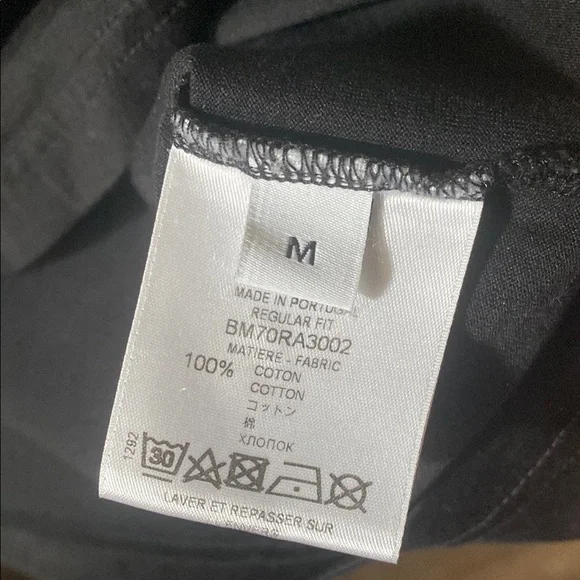 M
MADE IN PORTUGAL
REGULAR FIT
BM70RA3002
MATIERE - FABRIC
100% COTON
COTTON
コットン
棉
ХЛОПОК
1292
30
LAVER ET REPASSER SUR